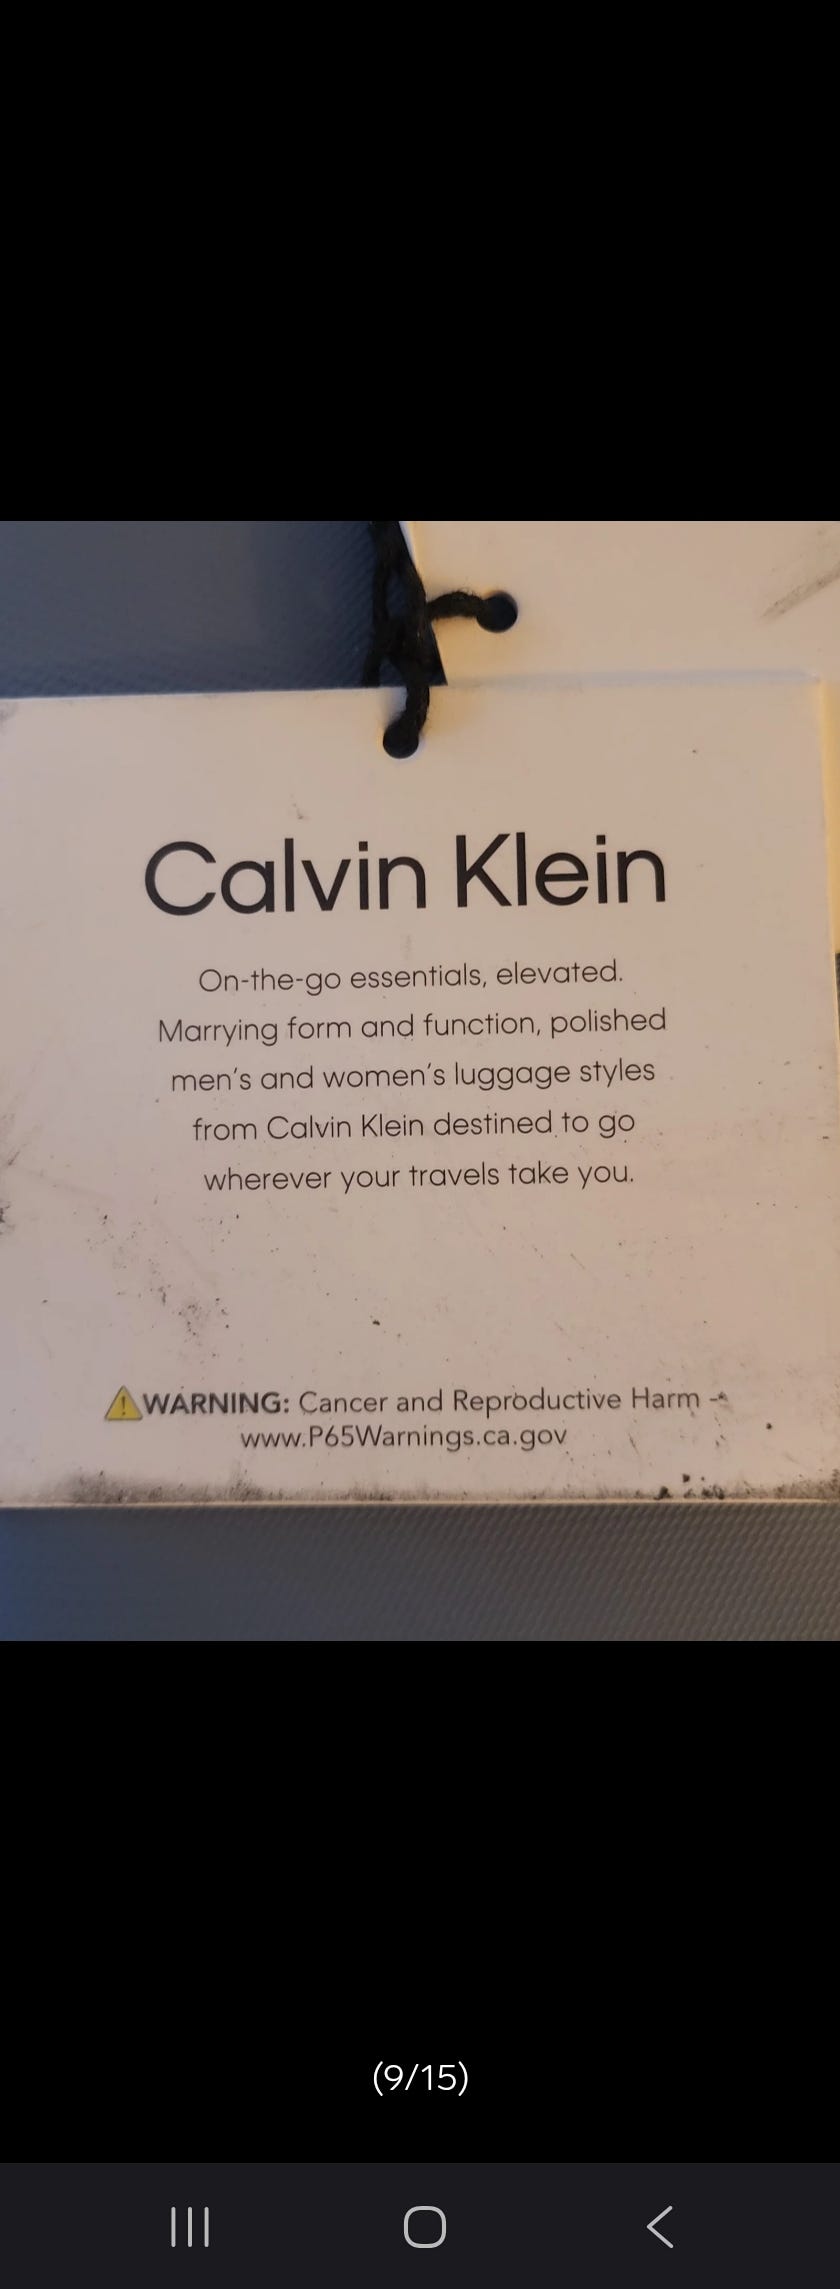 Calvin Klein
On-the-go essentials, elevated.
Marrying form and function, polished
men's and women's luggage styles
from Calvin Klein destined to go
wherever your travels take you.
⚠WARNING: Cancer and Reproductive Harm -
www.P65Warnings.ca.gov
(9/15)